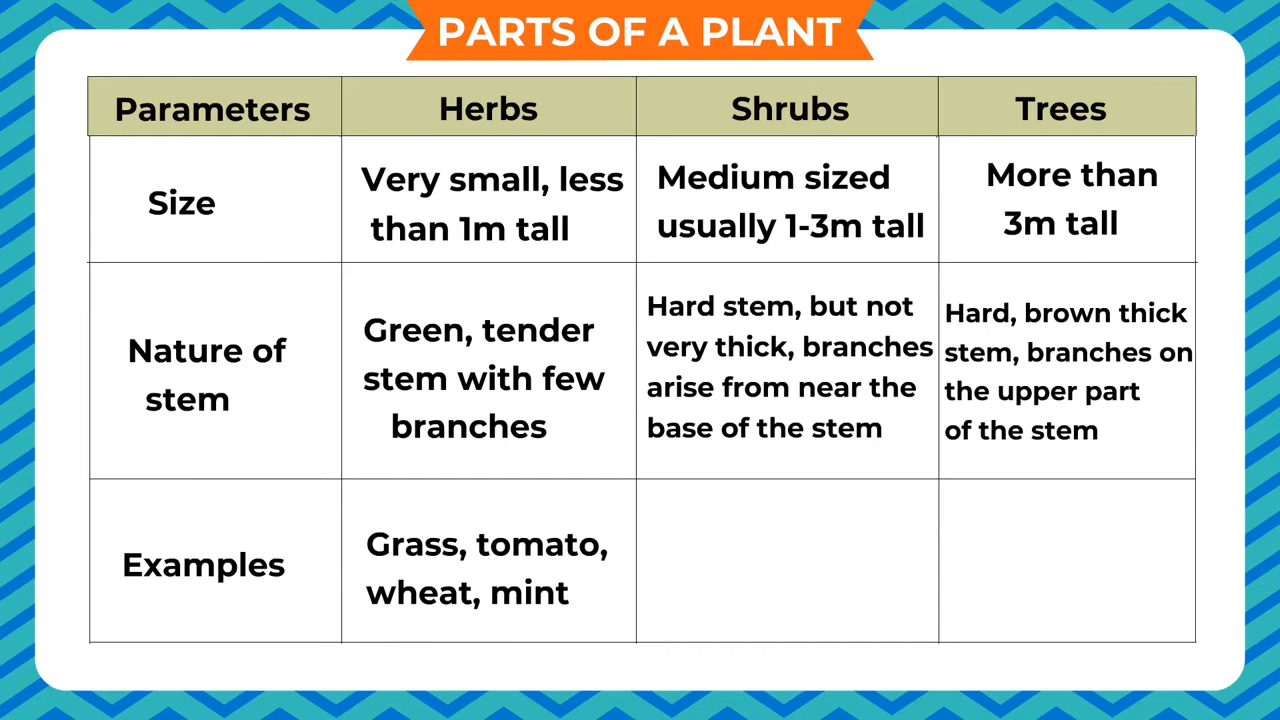 PARTS OF A PLANT
Parameters
Herbs
Shrubs
Trees
Size
Very small, less
than 1m tall
Medium sized
usually 1-3m tall
More than
3m tall
Nature of
stem
Green, tender
stem with few
branches
Hard stem, but not
very thick, branches
arise from near the
base of the stem
Hard, brown thick
stem, branches on
the upper part
of the stem
Examples
Grass, tomato,
wheat, mint